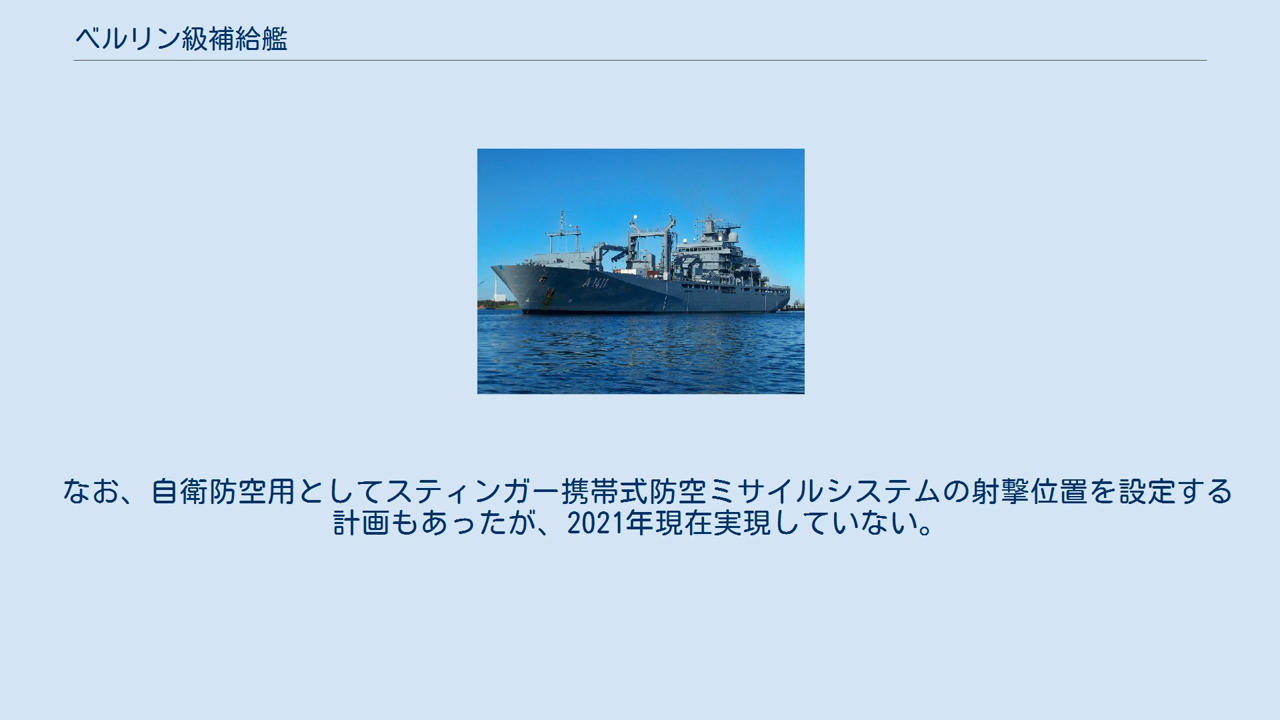 ベルリン級補給艦
A1411
なお、自衛防空用としてスティンガー携帯式防空ミサイルシステムの射撃位置を設定する
計画もあったが、2021年現在実現していない。